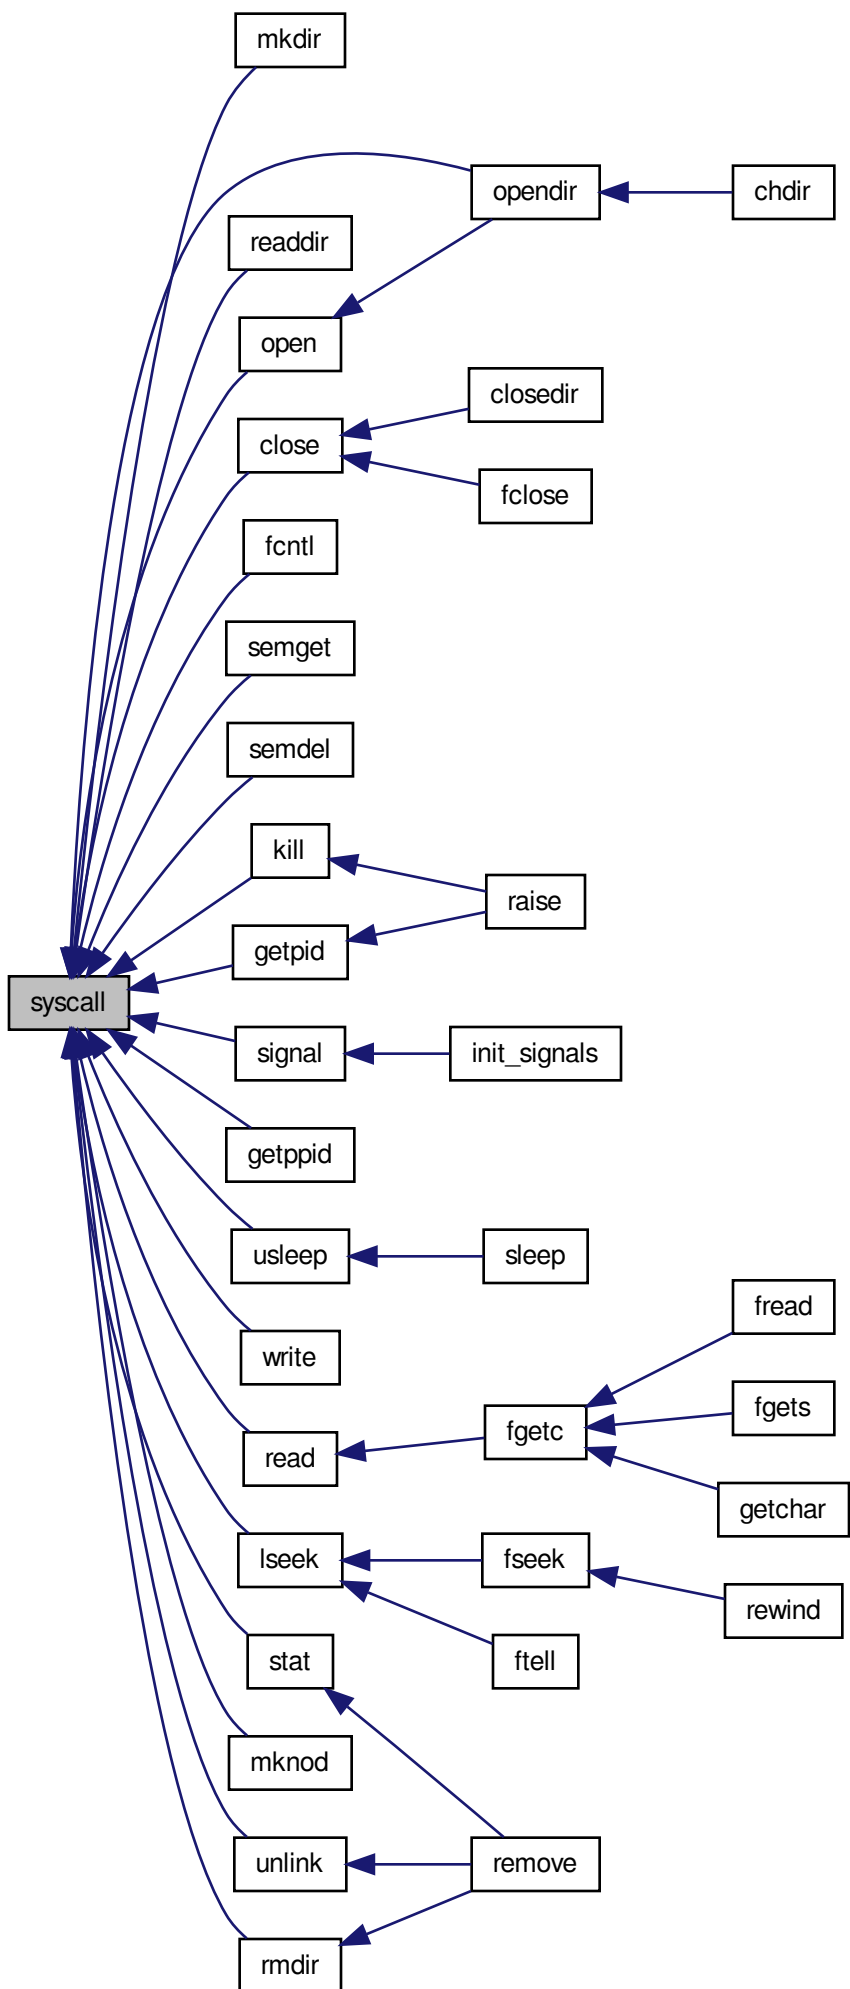 mkdir
opendir
chdir
readdir
open
closedir
close
fclose
fcntl
semget
semdel
kill
raise
getpid
syscall
signal
init_signals
getppid
usleep
sleep
fread
write
fgets
fgetc
read
getchar
lseek
fseek
rewind
stat
ftell
mknod
unlink
remove
rmdir